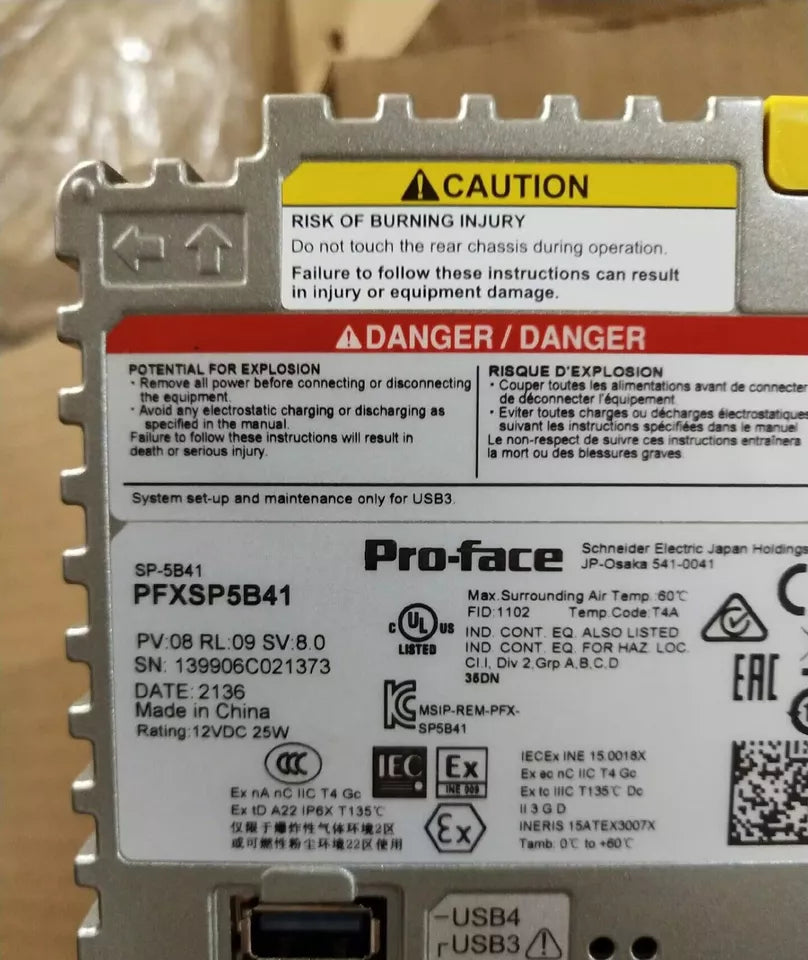 CAUTION
RISK OF BURNING INJURY
Do not touch the rear chassis during operation.
Failure to follow these instructions can result
in injury or equipment damage.
DANGER / DANGER
POTENTIAL FOR EXPLOSION
• Remove all power before connecting or disconnecting
the equipment.
• Avoid any electrostatic charging or discharging as
specified in the manual.
Failure to follow these instructions will result in
death or serious injury.
RISQUE D'EXPLOSION
• Couper toutes les alimentations avant de connecter
de déconnecter l'équipement
• Eviter toutes charges ou décharges électrostatiques
suivant les instructions spécifiées dans le manuel
Le non-respect de suivre ces instructions entraînera
la mort ou des blessures graves
System set-up and maintenance only for USB3.
SP-5B41
PFXSP5B41
PV:08 RL:09 SV:8.0
SN: 139906C021373
DATE: 2136
Made in China
Rating:12VDC 25W
Pro-face
Schneider Electric Japan Holdings
JP-Osaka 541-0041
Max.Surrounding Air Temp.:60℃
FID:1102 Temp.Code:T4A
C UL US
LISTED
IND. CONT. EQ. ALSO LISTED
IND. CONT. EQ. FOR HAZ. LOC.
Cl.I, Div 2,Grp A,B,C,D
36DN
MSIP-REM-PFX-
SP5B41
EAC
CCC
Ex nA nC IIC T4 Gc
Ex tD A22 IP6X T135℃
仅限于爆炸性气体环境2区
或可燃性粉尘环境22区使用
IEC
Ex
INE 009
Ex
IECEx INE 15.0018X
Ex ec nC IIC T4 Gc
Ex tc IIIC T135℃ Dc
II 3 G D
INERIS 15ATEX3007X
Tamb: 0℃ to +60℃
USB4
USB3